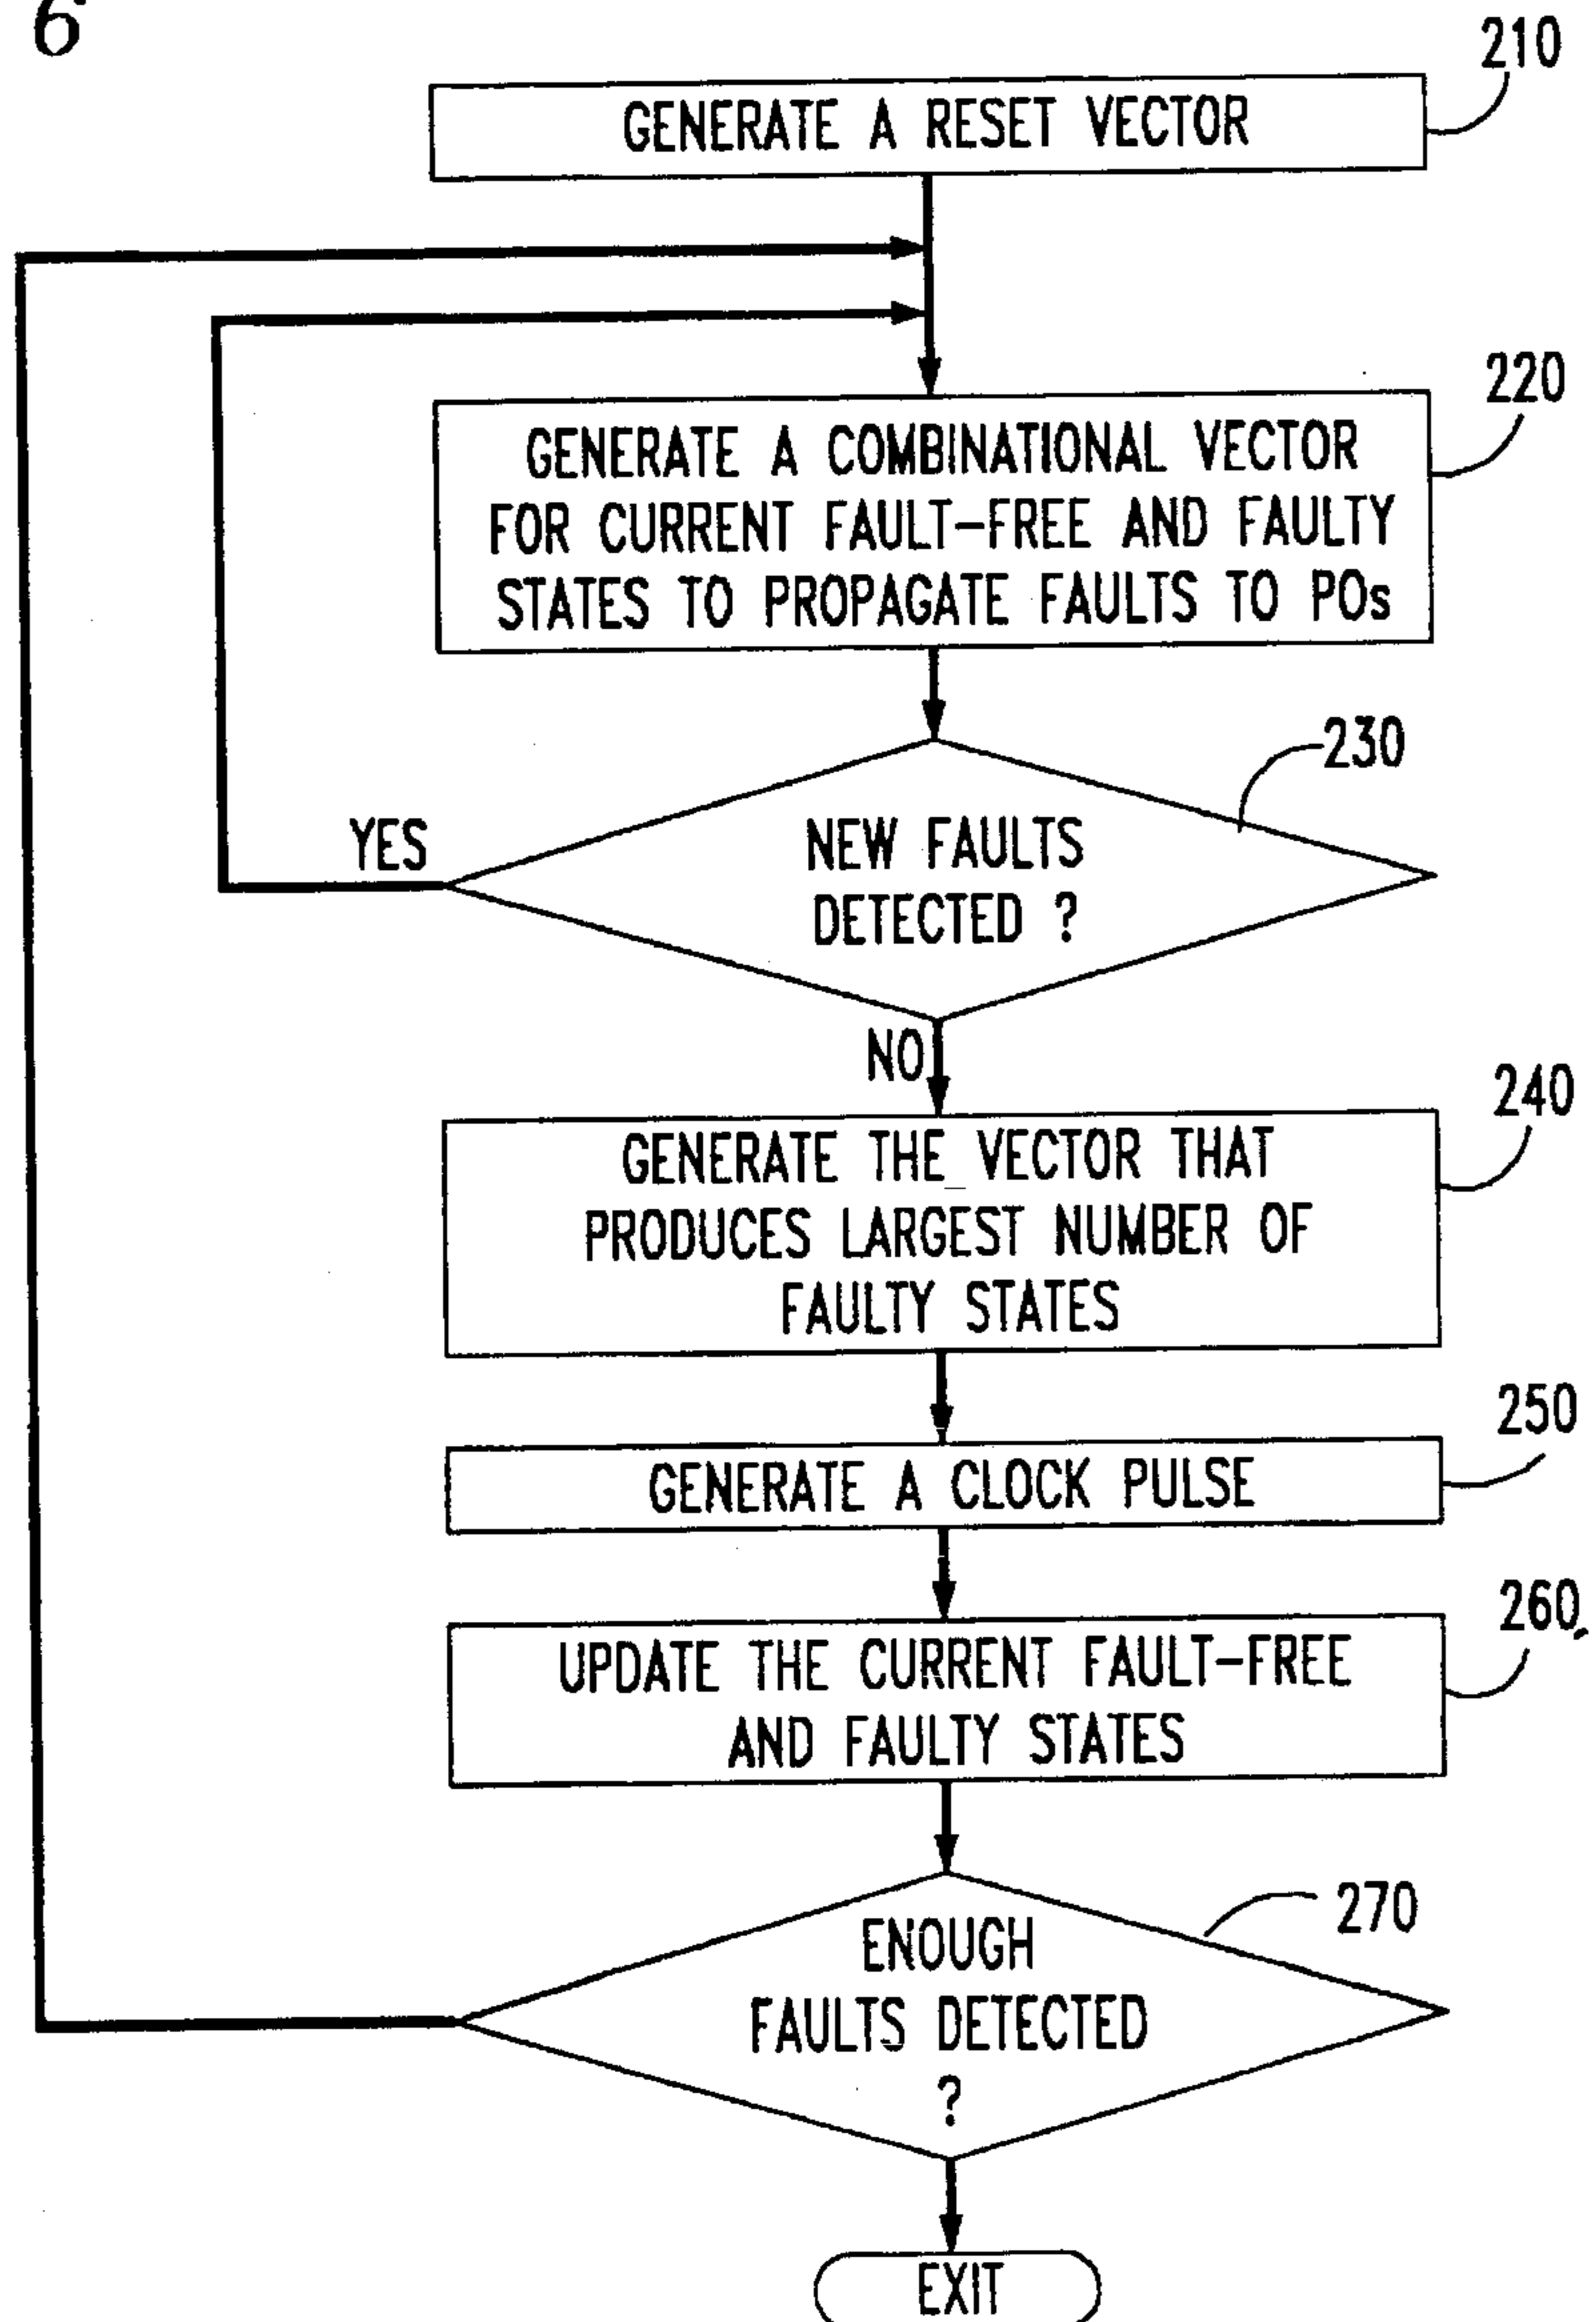 6
210
GENERATE A RESET VECTOR
220
GENERATE A COMBINATIONAL VECTOR
FOR CURRENT FAULT-FREE AND FAULTY
STATES TO PROPAGATE FAULTS TO POs
230
NEW FAULTS
DETECTED ?
YES
NO
240
GENERATE THE VECTOR THAT
PRODUCES LARGEST NUMBER OF
FAULTY STATES
250
GENERATE A CLOCK PULSE
260
UPDATE THE CURRENT FAULT-FREE
AND FAULTY STATES
270
ENOUGH
FAULTS DETECTED
?
EXIT